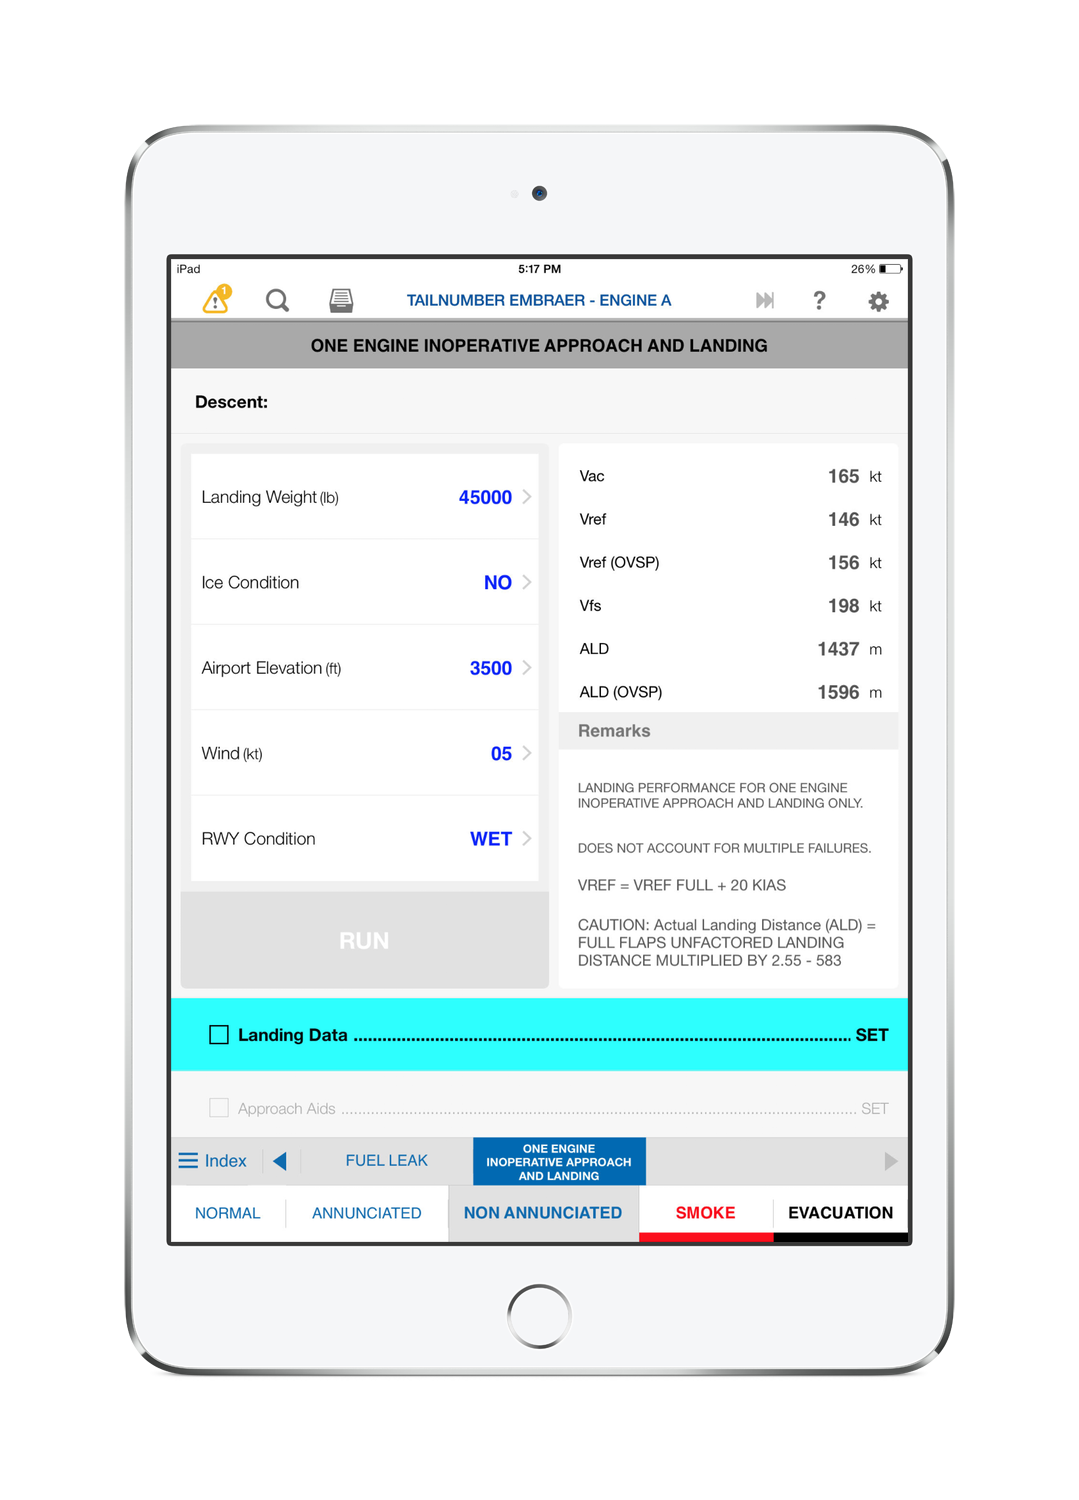 iPad 5:17 PM 26%
1 TAILNUMBER EMBRAER - ENGINE A ?
ONE ENGINE INOPERATIVE APPROACH AND LANDING
Descent:
Landing Weight (lb) 45000
Ice Condition NO
Airport Elevation (ft) 3500
Wind (kt) 05
RWY Condition WET
RUN
Vac 165 kt
Vref 146 kt
Vref (OVSP) 156 kt
Vfs 198 kt
ALD 1437 m
ALD (OVSP) 1596 m
Remarks
LANDING PERFORMANCE FOR ONE ENGINE
INOPERATIVE APPROACH AND LANDING ONLY.
DOES NOT ACCOUNT FOR MULTIPLE FAILURES.
VREF = VREF FULL + 20 KIAS
CAUTION: Actual Landing Distance (ALD) =
FULL FLAPS UNFACTORED LANDING
DISTANCE MULTIPLIED BY 2.55 - 583
Landing Data ........ SET
Approach Aids ........ SET
Index
FUEL LEAK
ONE ENGINE
INOPERATIVE APPROACH
AND LANDING
NORMAL ANNUNCIATED NON ANNUNCIATED SMOKE EVACUATION